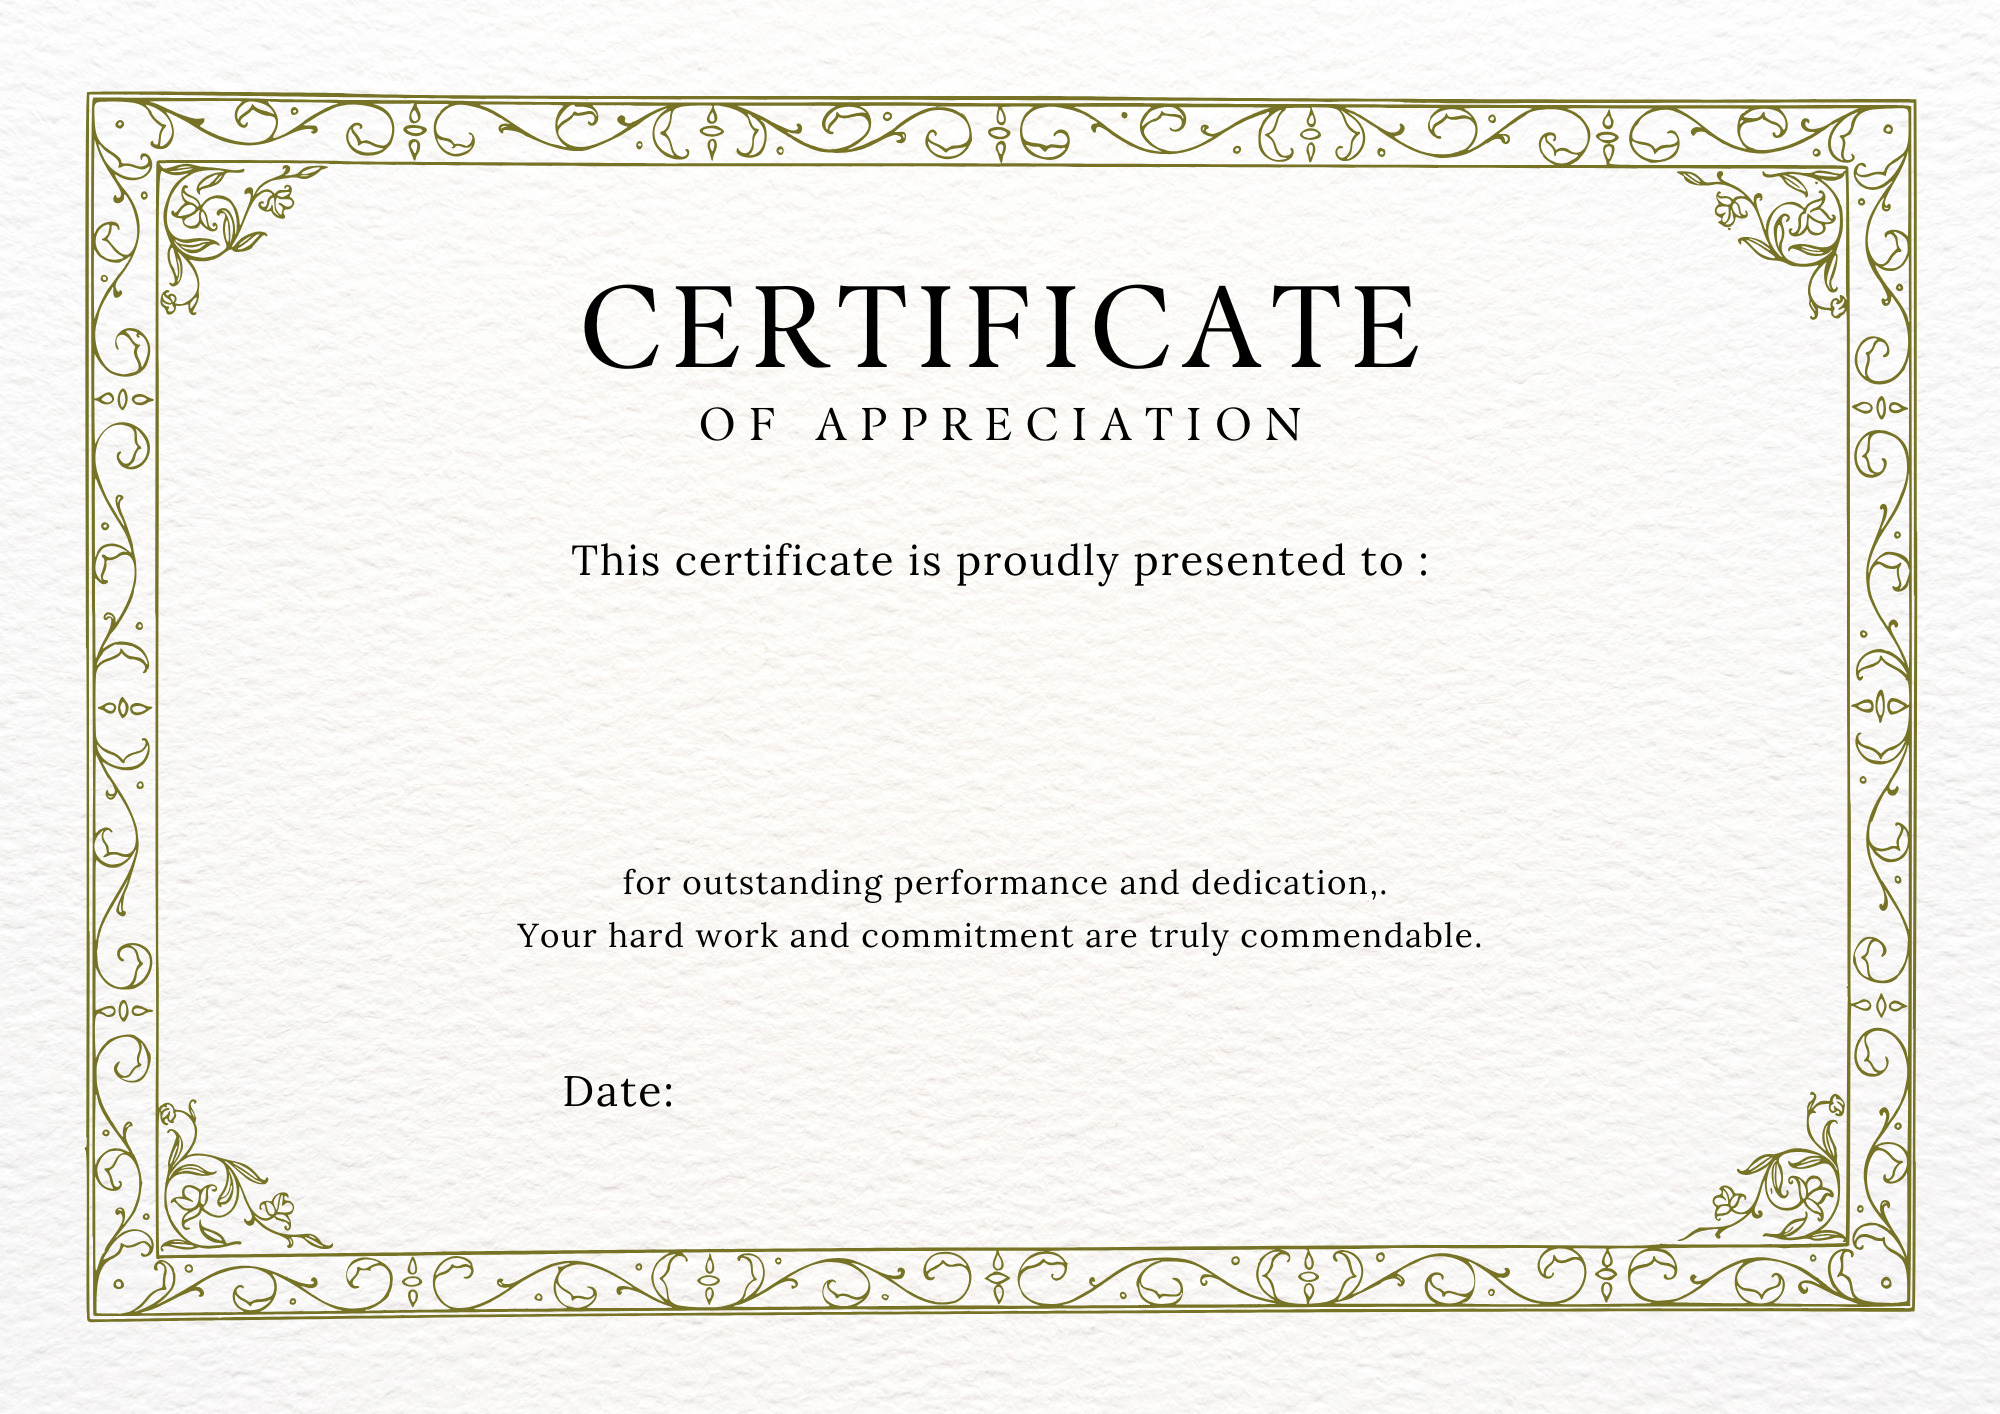 CERTIFICATE
OF APPRECIATION
This certificate is proudly presented to :
for outstanding performance and dedication,.
Your hard work and commitment are truly commendable.
Date: